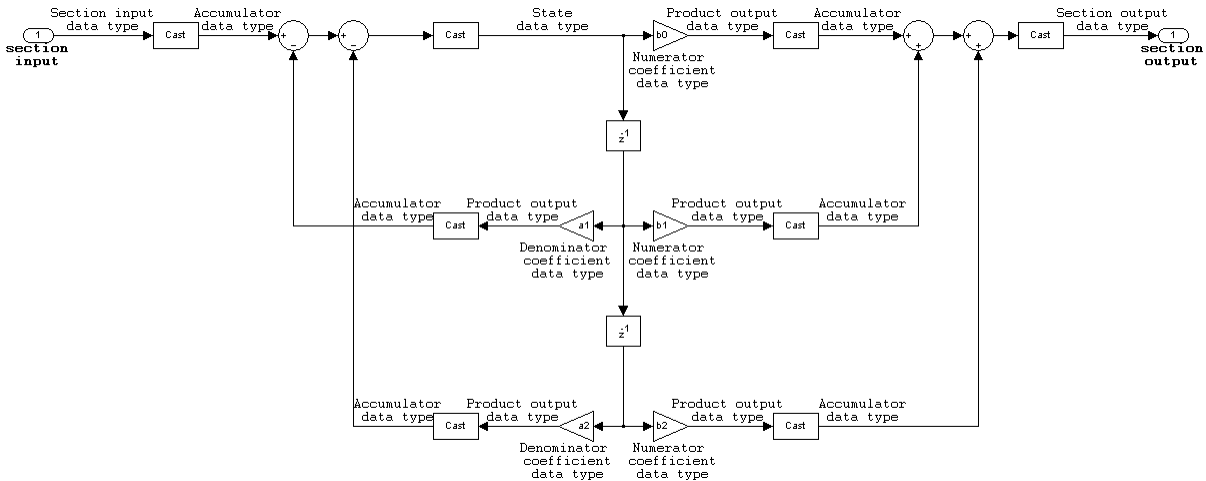 Section input
data type
Accumulator
data type
State
data type
Product output
data type
Accumulator
data type
Section output
data type
1
section
input
Cast
+
−
+
−
Cast
b0
Numerator
coefficient
data type
Cast
+
+
+
+
Cast
1
section
output
z-1
Accumulator
data type
Product output
data type
Product output
data type
Accumulator
data type
Cast
a1
b1
Cast
Denominator
coefficient
data type
Numerator
coefficient
data type
z-1
Accumulator
data type
Product output
data type
Product output
data type
Accumulator
data type
Cast
a2
b2
Cast
Denominator
coefficient
data type
Numerator
coefficient
data type